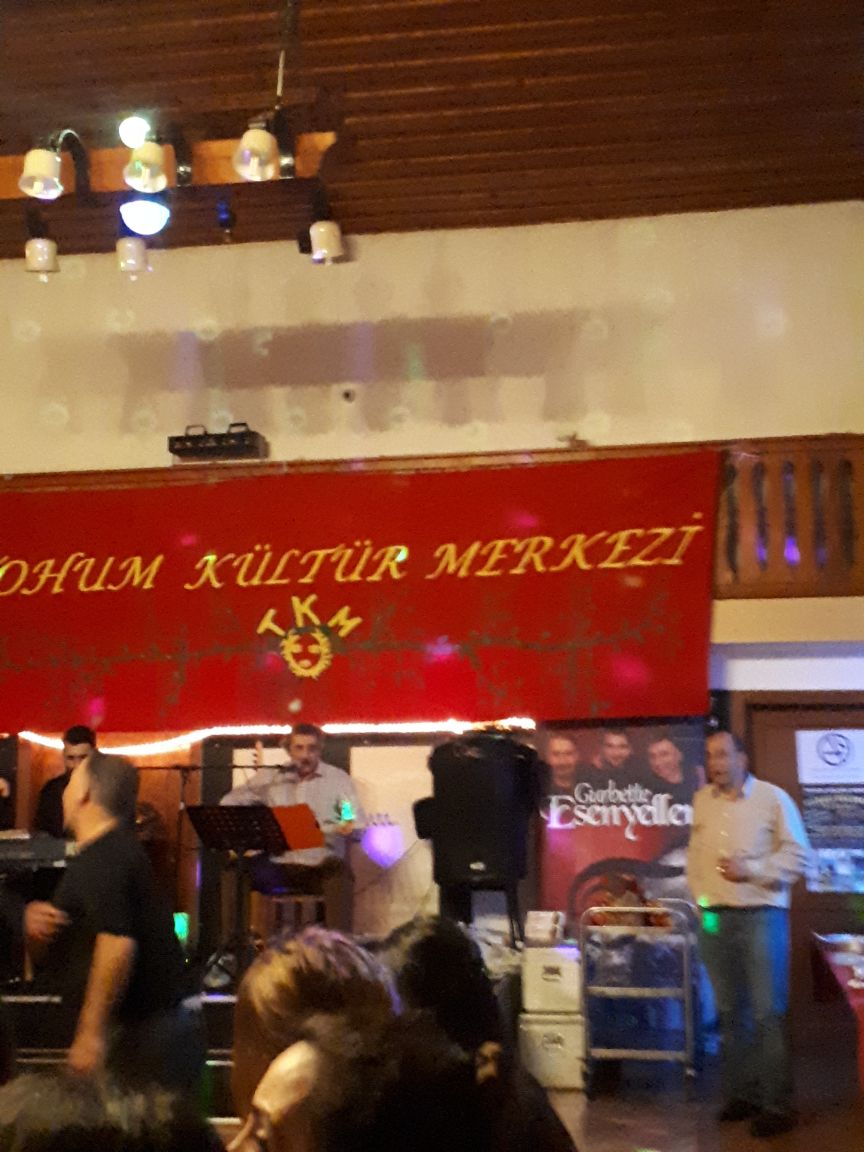 OHUM KÜLTÜR MERKEZİ
TKM
Gurbette
Esenyeller